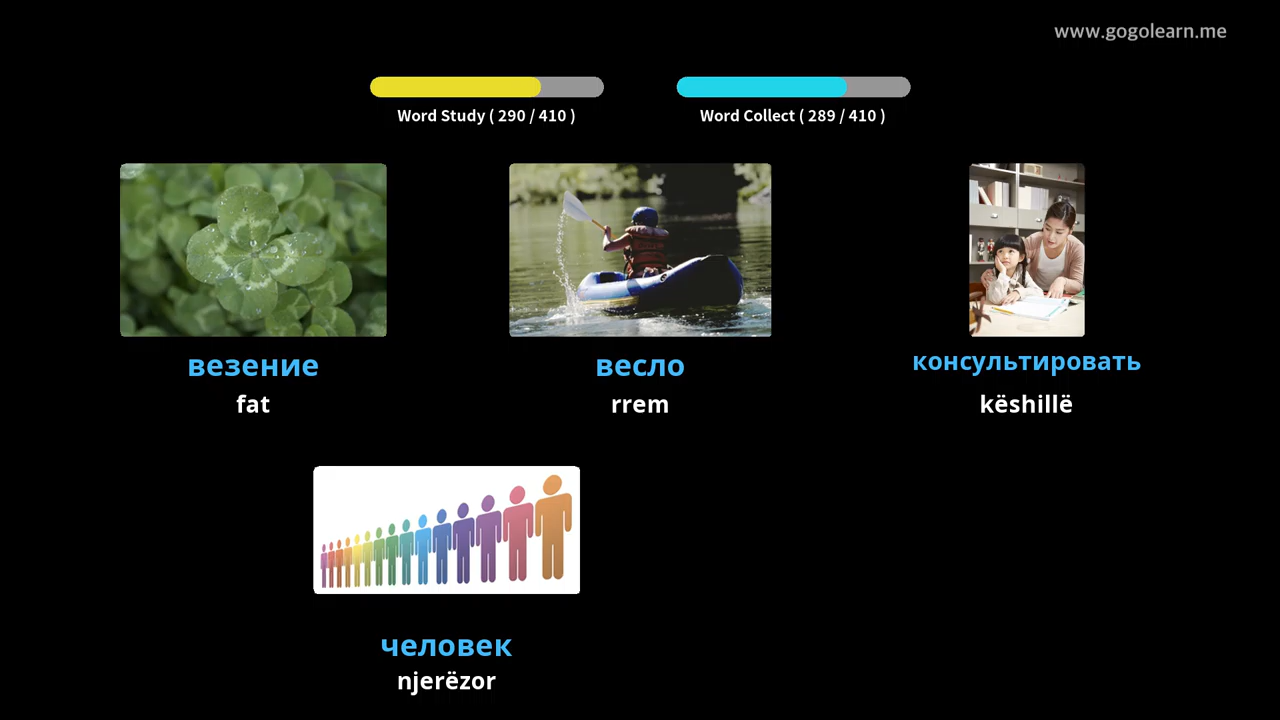 www.gogolearn.me
Word Study ( 290 / 410 )
Word Collect ( 289 / 410 )
везение
весло
консультировать
fat
rrem
këshillë
человек
njerëzor